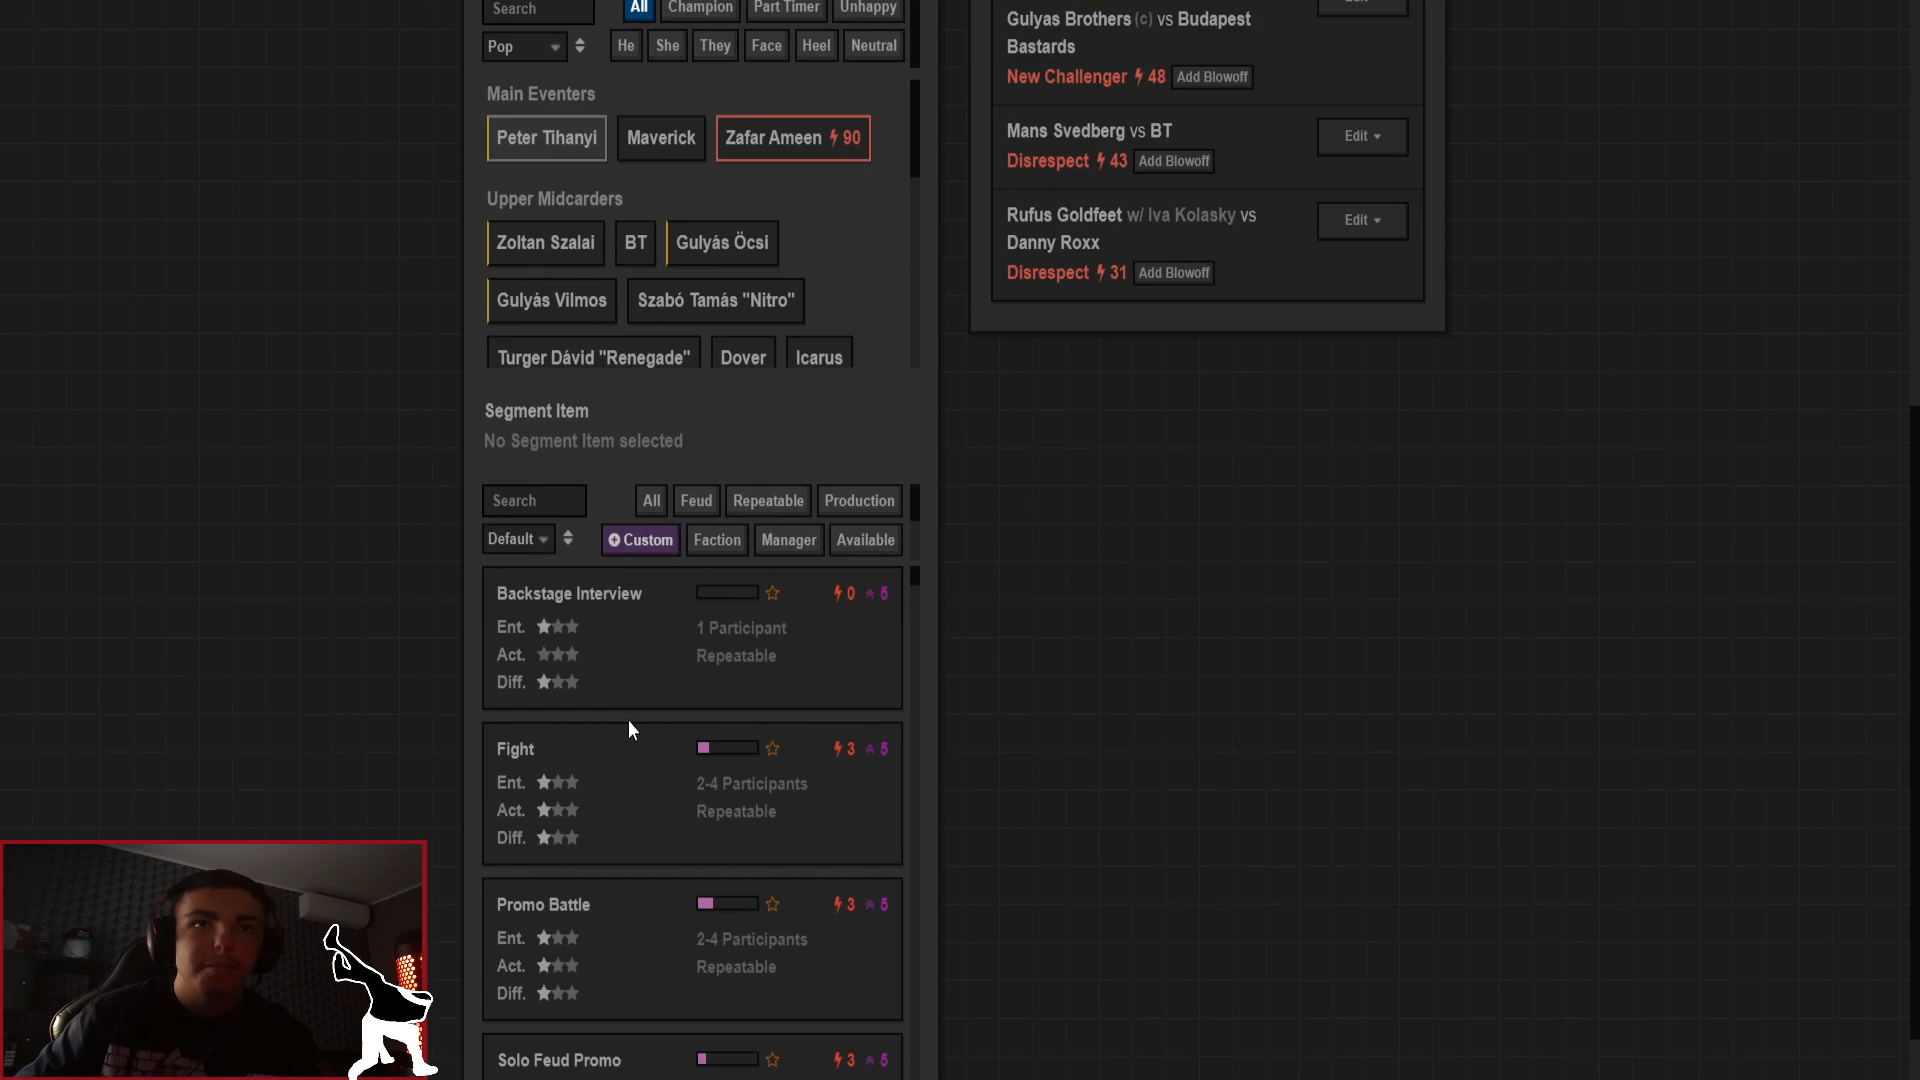 Search All Champion Part Timer Unhappy
Pop He She They Face Heel Neutral
Main Eventers
Peter Tihanyi Maverick Zafar Ameen 90
Upper Midcarders
Zoltan Szalai BT Gulyás Öcsi
Gulyás Vilmos Szabó Tamás "Nitro"
Turger Dávid "Renegade" Dover Icarus
Segment Item
No Segment Item selected
Search All Feud Repeatable Production
Default Custom Faction Manager Available
Backstage Interview 0 5
Ent. 1 Participant
Act. Repeatable
Diff.
Fight 3 5
Ent. 2-4 Participants
Act. Repeatable
Diff.
Promo Battle 3 5
Ent. 2-4 Participants
Act. Repeatable
Diff.
Solo Feud Promo 3 5
Gulyas Brothers (c) vs Budapest
Bastards
New Challenger 48 Add Blowoff
Mans Svedberg vs BT Edit
Disrespect 43 Add Blowoff
Rufus Goldfeet w/ Iva Kolasky vs Edit
Danny Roxx
Disrespect 31 Add Blowoff